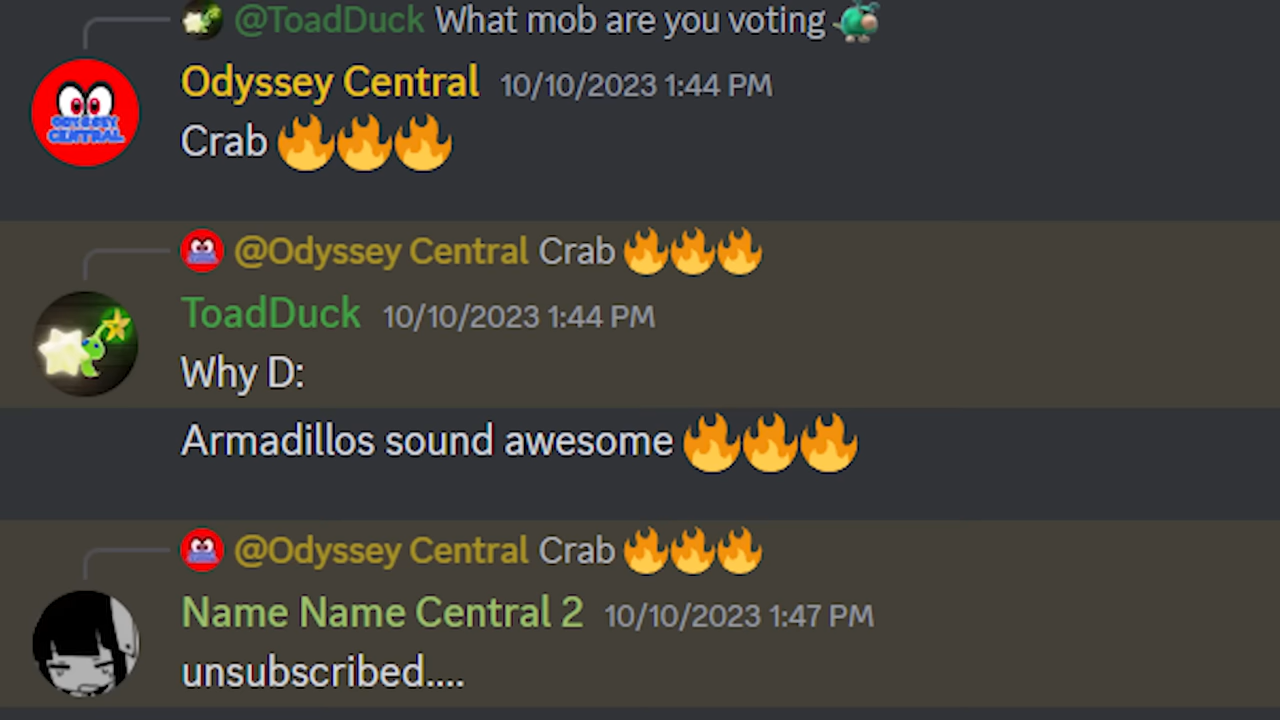 @ToadDuck What mob are you voting
Odyssey Central 10/10/2023 1:44 PM
ODYSSEY
CENTRAL
Crab 🔥🔥🔥
@Odyssey Central Crab 🔥🔥🔥
ToadDuck 10/10/2023 1:44 PM
Why D:
Armadillos sound awesome 🔥🔥🔥
@Odyssey Central Crab 🔥🔥🔥
Name Name Central 2 10/10/2023 1:47 PM
unsubscribed....